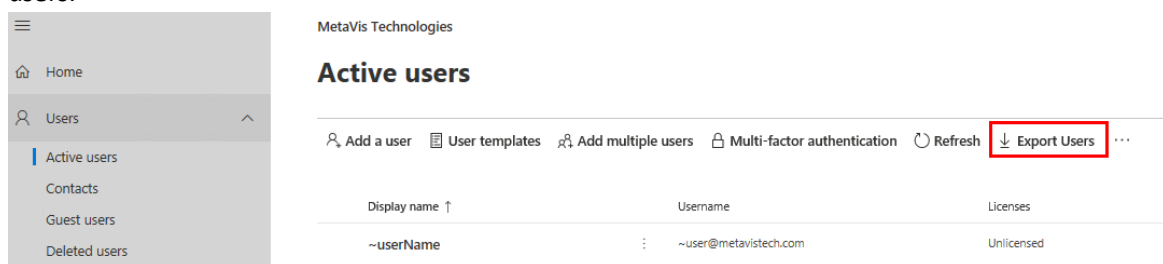 MetaVis Technologies
Home
Active users
Users
Add a user User templates Add multiple users Multi-factor authentication Refresh Export Users ...
Active users
Contacts
Guest users
Deleted users
Display name ↑ Username Licenses
~userName ~user@metavistech.com Unlicensed